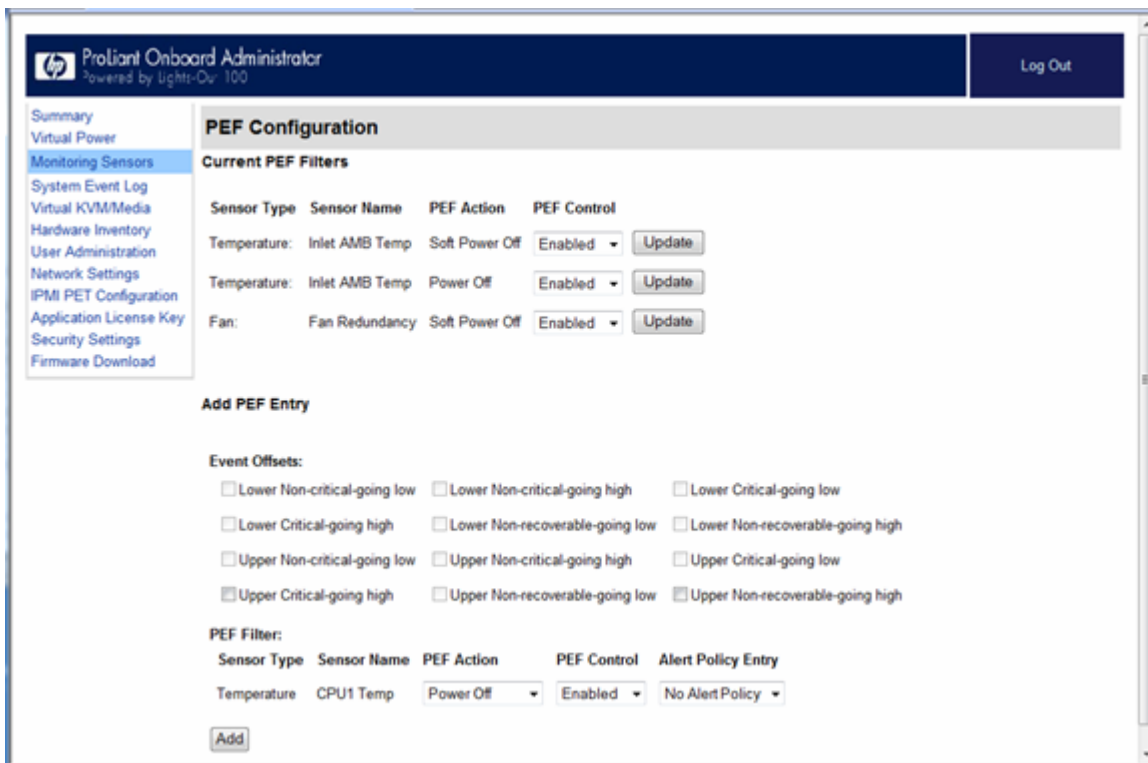 hp
ProLiant Onboard Administrator
Powered by Lights-Out 100
Log Out
Summary
Virtual Power
Monitoring Sensors
System Event Log
Virtual KVM/Media
Hardware Inventory
User Administration
Network Settings
IPMI PET Configuration
Application License Key
Security Settings
Firmware Download
PEF Configuration
Current PEF Filters
Sensor Type Sensor Name PEF Action PEF Control
Temperature: Inlet AMB Temp Soft Power Off Enabled Update
Temperature: Inlet AMB Temp Power Off Enabled Update
Fan: Fan Redundancy Soft Power Off Enabled Update
Add PEF Entry
Event Offsets:
Lower Non-critical-going low Lower Non-critical-going high Lower Critical-going low
Lower Critical-going high Lower Non-recoverable-going low Lower Non-recoverable-going high
Upper Non-critical-going low Upper Non-critical-going high Upper Critical-going low
Upper Critical-going high Upper Non-recoverable-going low Upper Non-recoverable-going high
PEF Filter:
Sensor Type Sensor Name PEF Action PEF Control Alert Policy Entry
Temperature CPU1 Temp Power Off Enabled No Alert Policy
Add